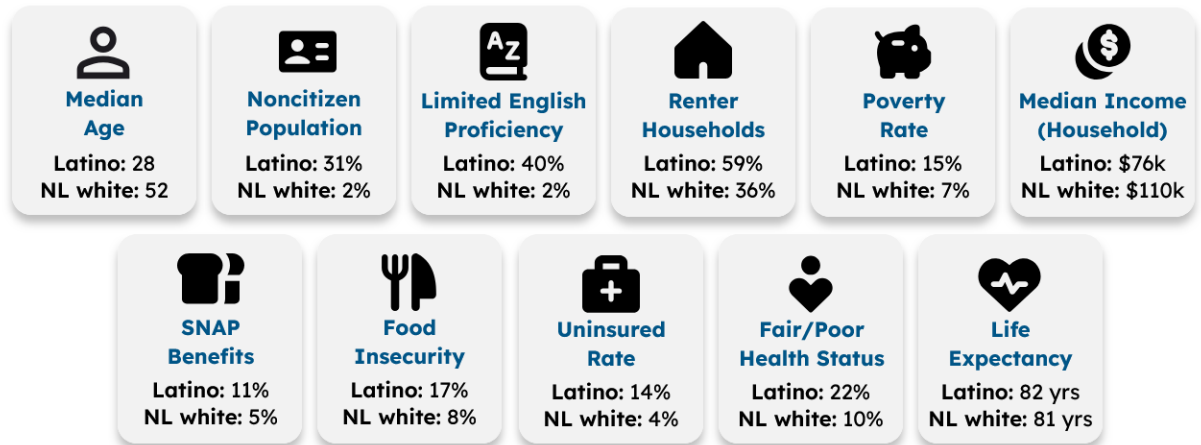 Median
Age
Latino: 28
NL white: 52
Noncitizen
Population
Latino: 31%
NL white: 2%
AZ
Limited English
Proficiency
Latino: 40%
NL white: 2%
Renter
Households
Latino: 59%
NL white: 36%
Poverty
Rate
Latino: 15%
NL white: 7%
$
Median Income
(Household)
Latino: $76k
NL white: $110k
SNAP
Benefits
Latino: 11%
NL white: 5%
Food
Insecurity
Latino: 17%
NL white: 8%
Uninsured
Rate
Latino: 14%
NL white: 4%
Fair/Poor
Health Status
Latino: 22%
NL white: 10%
Life
Expectancy
Latino: 82 yrs
NL white: 81 yrs